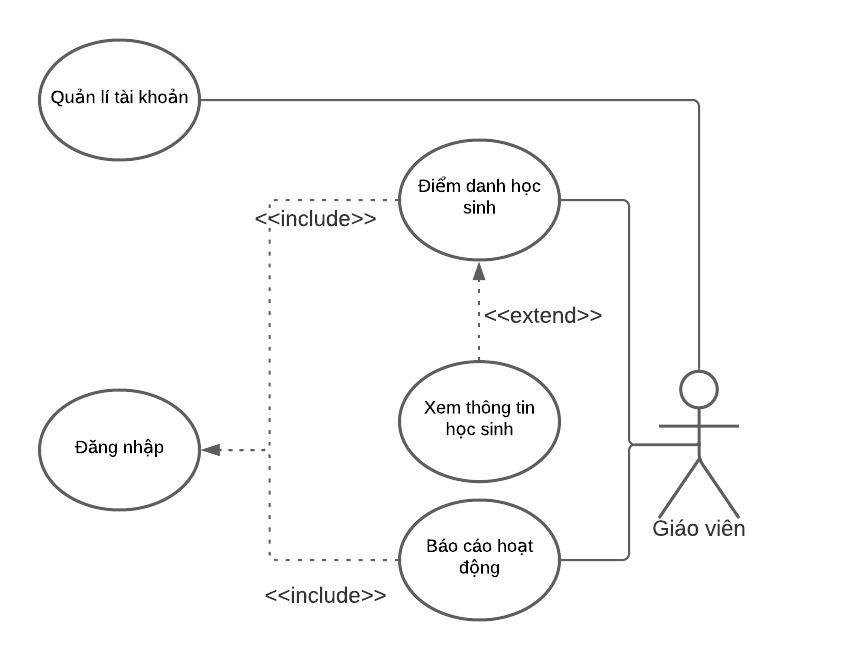 Quản lí tài khoản
Điểm danh học
sinh
<<include>>
<<extend>>
Xem thông tin
học sinh
Đăng nhập
Giáo viên
Báo cáo hoạt
động
<<include>>